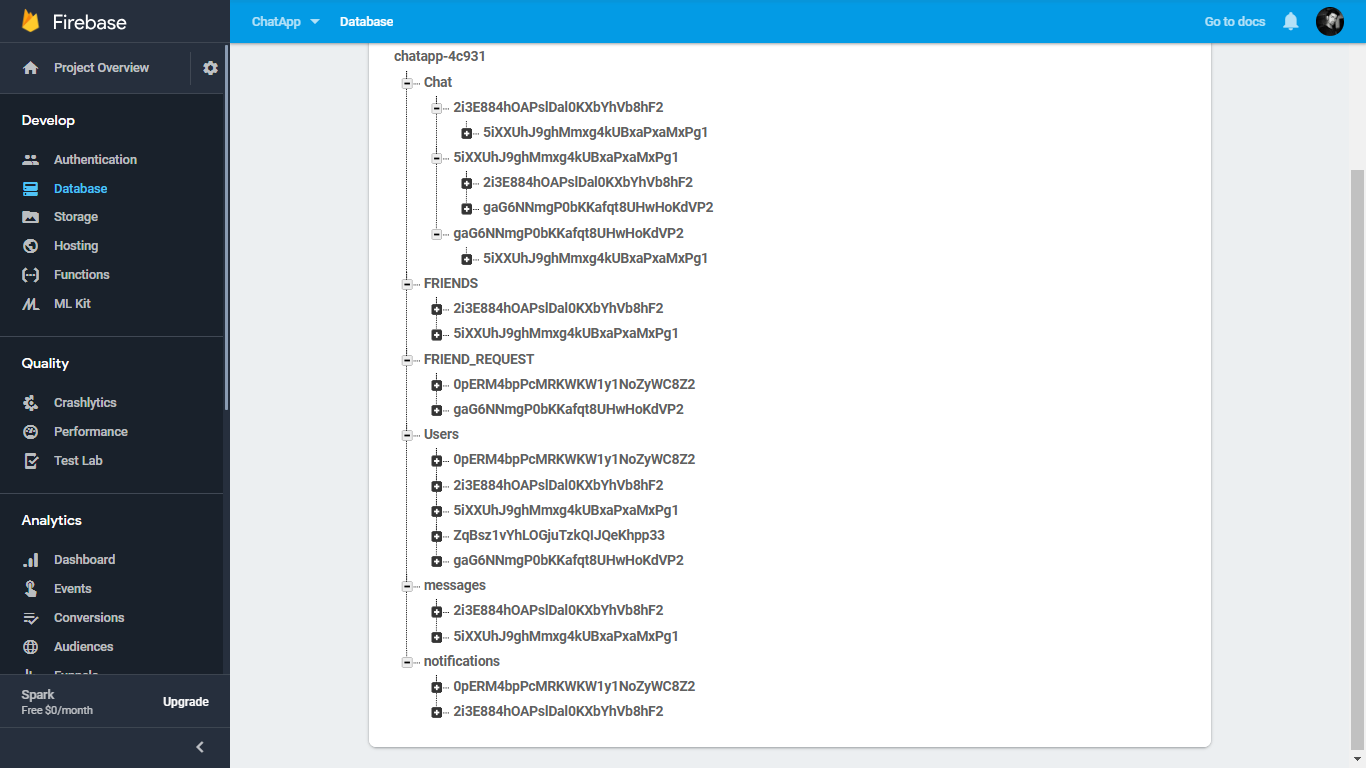 Firebase
Project Overview
Develop
Authentication
Database
Storage
Hosting
Functions
ML Kit
Quality
Crashlytics
Performance
Test Lab
Analytics
Dashboard
Events
Conversions
Audiences
Funnels
Spark
Free $0/month
Upgrade
ChatApp
Database
Go to docs
chatapp-4c931
Chat
2i3E884hOAPslDal0KXbYhVb8hF2
5iXXUhJ9ghMmxg4kUBxaPxaMxPg1
5iXXUhJ9ghMmxg4kUBxaPxaMxPg1
2i3E884hOAPslDal0KXbYhVb8hF2
gaG6NNmgP0bKKafqt8UHwHoKdVP2
gaG6NNmgP0bKKafqt8UHwHoKdVP2
5iXXUhJ9ghMmxg4kUBxaPxaMxPg1
FRIENDS
2i3E884hOAPslDal0KXbYhVb8hF2
5iXXUhJ9ghMmxg4kUBxaPxaMxPg1
FRIEND_REQUEST
0pERM4bpPcMRKWKW1y1NoZyWC8Z2
gaG6NNmgP0bKKafqt8UHwHoKdVP2
Users
0pERM4bpPcMRKWKW1y1NoZyWC8Z2
2i3E884hOAPslDal0KXbYhVb8hF2
5iXXUhJ9ghMmxg4kUBxaPxaMxPg1
ZqBsz1vYhLOGjuTzkQIJQeKhpp33
gaG6NNmgP0bKKafqt8UHwHoKdVP2
messages
2i3E884hOAPslDal0KXbYhVb8hF2
5iXXUhJ9ghMmxg4kUBxaPxaMxPg1
notifications
0pERM4bpPcMRKWKW1y1NoZyWC8Z2
2i3E884hOAPslDal0KXbYhVb8hF2